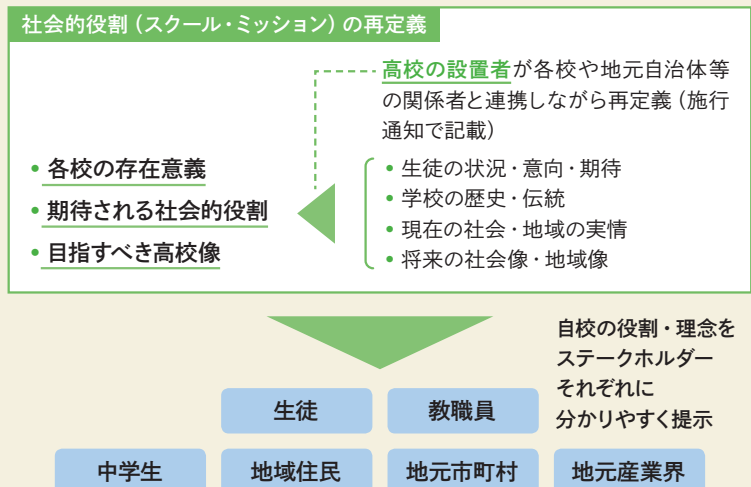 社会的役割（スクール・ミッション）の再定義
高校の設置者が各校や地元自治体等
の関係者と連携しながら再定義（施行
通知で記載）
• 各校の存在意義
• 期待される社会的役割
• 目指すべき高校像
• 生徒の状況・意向・期待
• 学校の歴史・伝統
• 現在の社会・地域の実情
• 将来の社会像・地域像
自校の役割・理念を
ステークホルダー
それぞれに
分かりやすく提示
生徒
教職員
中学生
地域住民
地元市町村
地元産業界